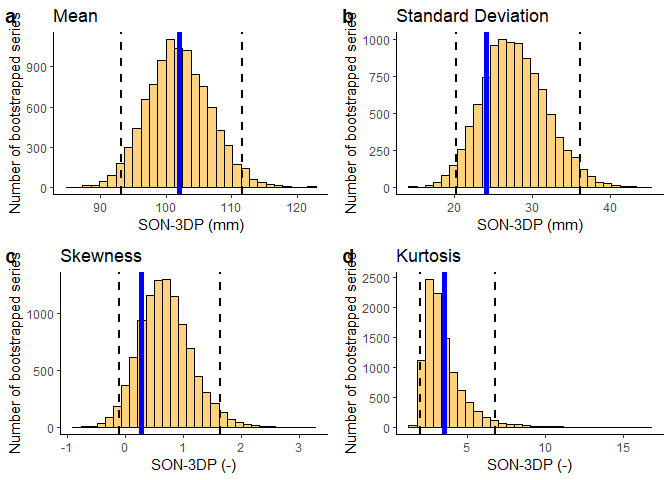 a Mean
Number of bootstrapped series
900
600
300
0
90 100 110 120
SON-3DP (mm)
b Standard Deviation
Number of bootstrapped series
1000
750
500
250
0
20 30 40
SON-3DP (mm)
c Skewness
Number of bootstrapped series
1000
500
0
-1 0 1 2 3
SON-3DP (-)
d Kurtosis
Number of bootstrapped series
2500
2000
1500
1000
500
0
5 10 15
SON-3DP (-)